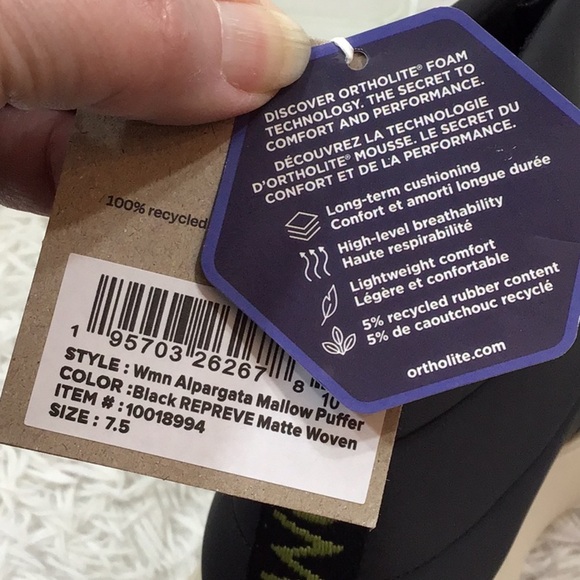 DISCOVER ORTHOLITE® FOAM
TECHNOLOGY. THE SECRET TO
COMFORT AND PERFORMANCE.
DÉCOUVREZ LA TECHNOLOGIE
D'ORTHOLITE® MOUSSE. LE SECRET DU
CONFORT ET DE LA PERFORMANCE.
Long-term cushioning
Confort et amorti longue durée
High-level breathability
Haute respirabilité
Lightweight comfort
Légère et confortable
5% recycled rubber content
5% de caoutchouc recyclé
ortholite.com
100% recycled
1 95703 26267 8
10
STYLE : Wmn Alpargata Mallow Puffer
COLOR :Black REPREVE Matte Woven
ITEM # :10018994
SIZE : 7.5